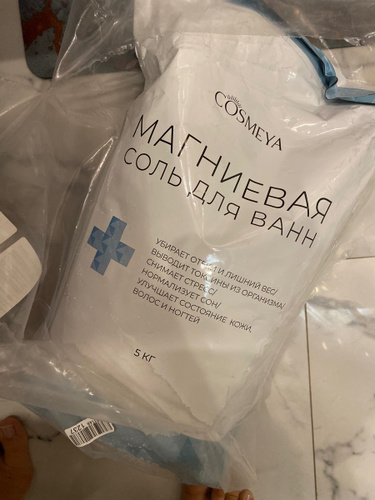 COSMEYA
МАГНИЕВАЯ
СОЛЬ ДЛЯ ВАНН
УБИРАЕТ ОТЕКИ И ЛИШНИЙ ВЕС/
ВЫВОДИТ ТОКСИНЫ ИЗ ОРГАНИЗМА/
СНИМАЕТ СТРЕСС/
НОРМАЛИЗУЕТ СОН/
УЛУЧШАЕТ СОСТОЯНИЕ КОЖИ,
ВОЛОС И НОГТЕЙ
5 КГ
1237